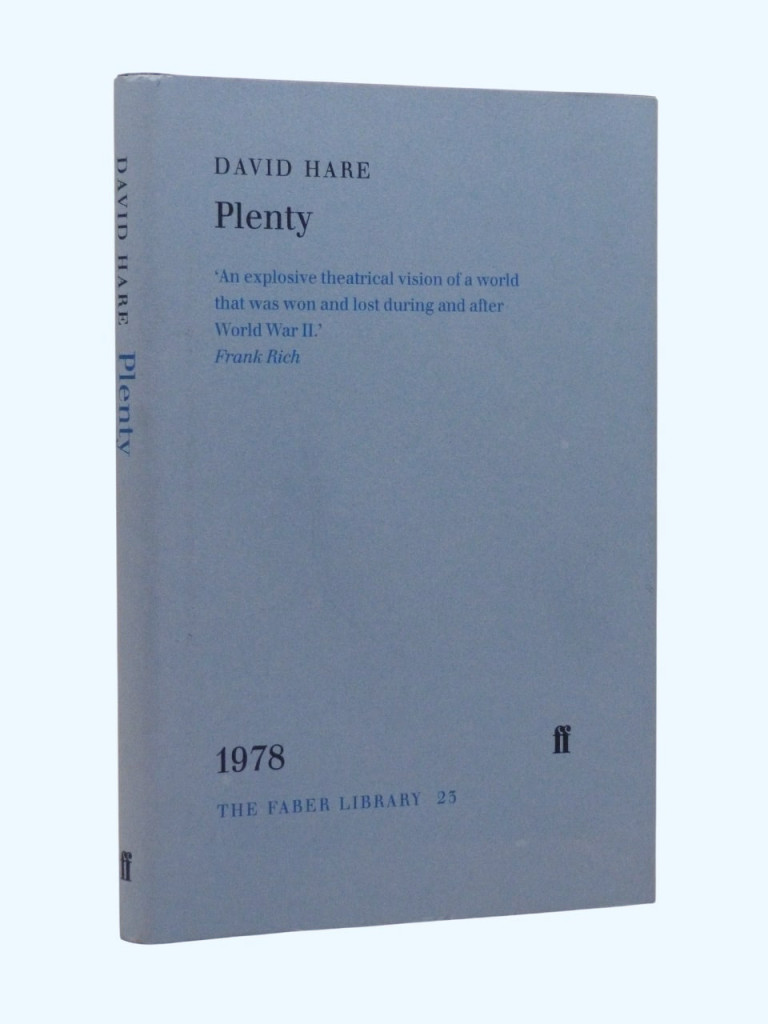 DAVID HARE Plenty
ff
DAVID HARE
Plenty
‘An explosive theatrical vision of a world
that was won and lost during and after
World War II.’
Frank Rich
1978
ff
THE FABER LIBRARY 25